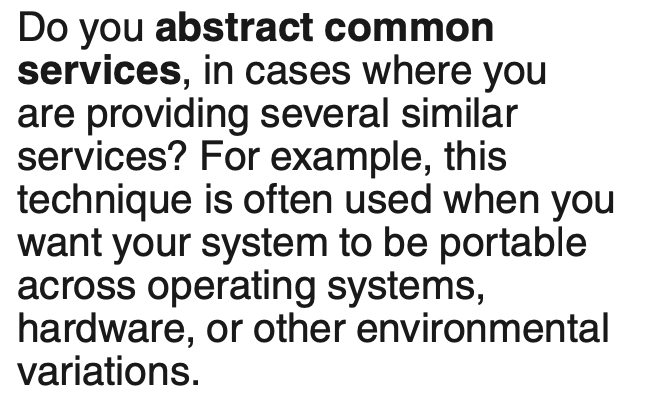 Do you abstract common
services, in cases where you
are providing several similar
services? For example, this
technique is often used when you
want your system to be portable
across operating systems,
hardware, or other environmental
variations.